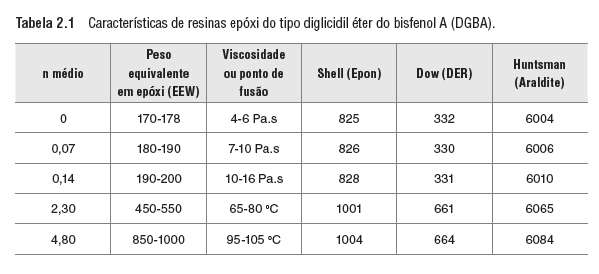 Tabela 2.1 Características de resinas epóxi do tipo diglicidil éter do bisfenol A (DGBA).
n médio | Peso equivalente em epóxi (EEW) | Viscosidade ou ponto de fusão | Shell (Epon) | Dow (DER) | Huntsman (Araldite)
0 | 170-178 | 4-6 Pa.s | 825 | 332 | 6004
0,07 | 180-190 | 7-10 Pa.s | 826 | 330 | 6006
0,14 | 190-200 | 10-16 Pa.s | 828 | 331 | 6010
2,30 | 450-550 | 65-80 ºC | 1001 | 661 | 6065
4,80 | 850-1000 | 95-105 ºC | 1004 | 664 | 6084